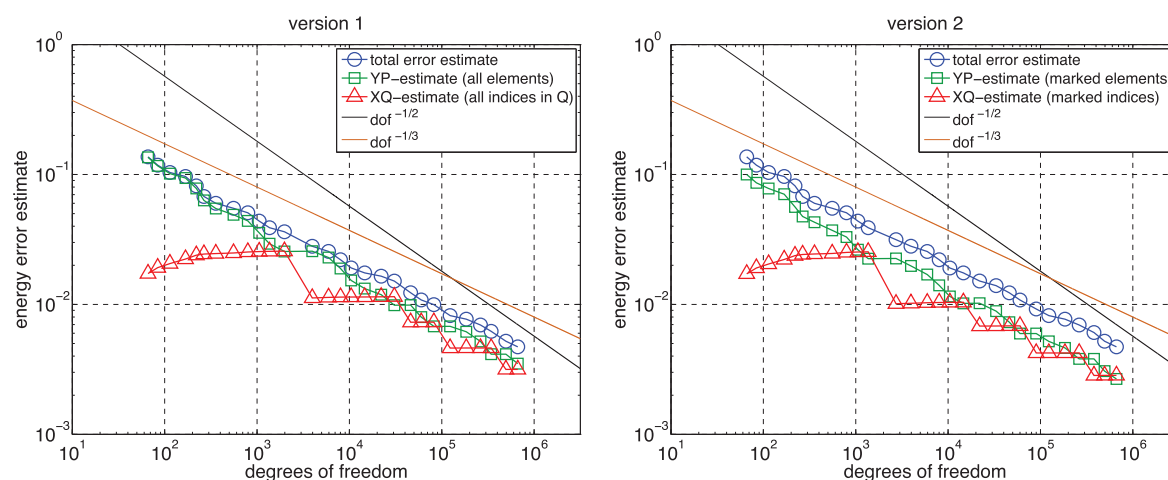 version 1
10^0
10^-1
10^-2
10^-3
energy error estimate
total error estimate
YP-estimate (all elements)
XQ-estimate (all indices in Q)
dof^-1/2
dof^-1/3
10^1 10^2 10^3 10^4 10^5 10^6
degrees of freedom
version 2
10^0
10^-1
10^-2
10^-3
energy error estimate
total error estimate
YP-estimate (marked elements
XQ-estimate (marked indices)
dof^-1/2
dof^-1/3
10^1 10^2 10^3 10^4 10^5 10^6
degrees of freedom